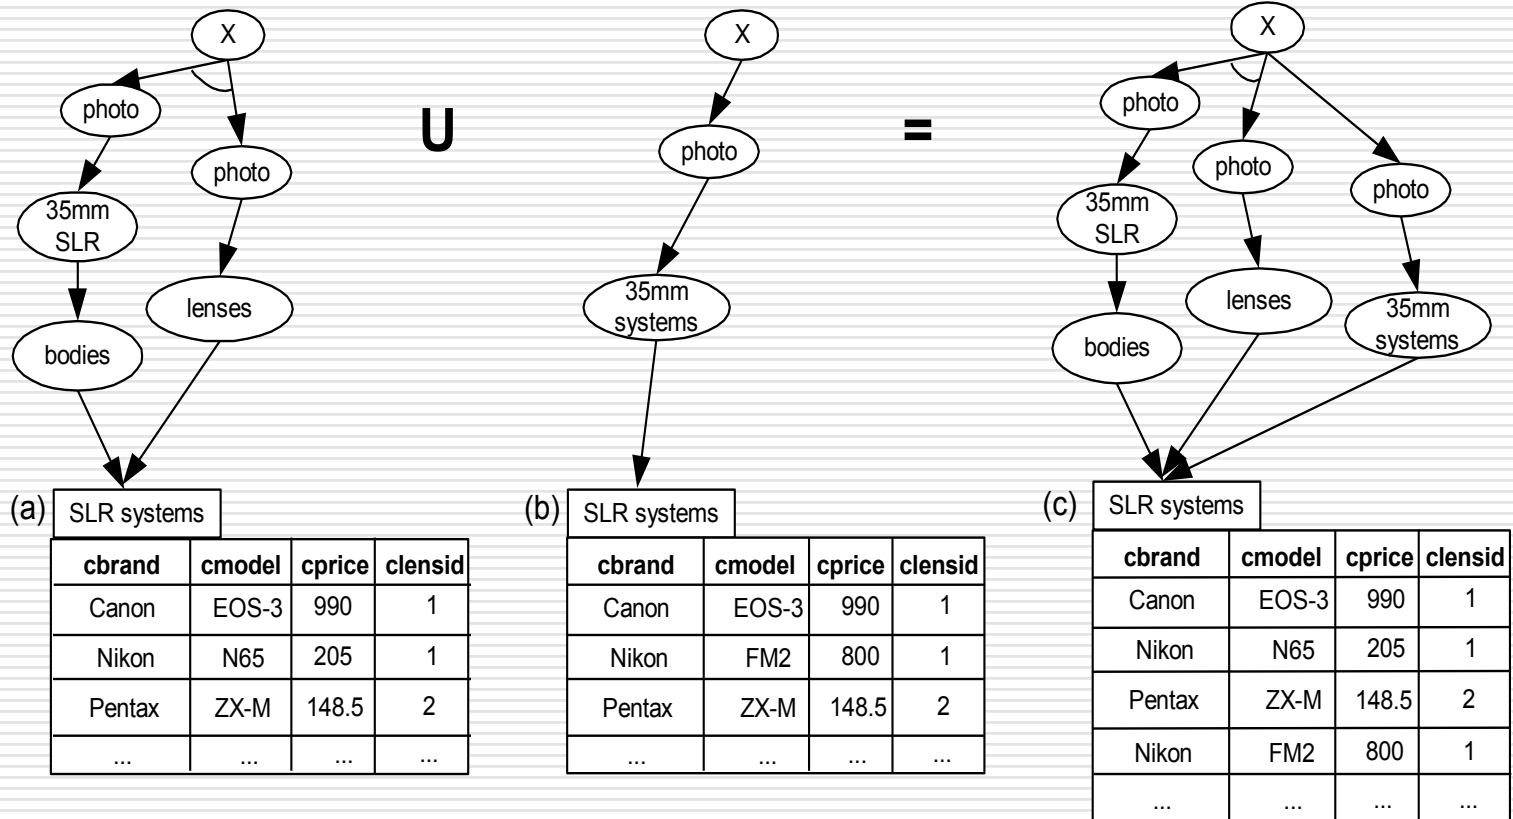 X
photo
photo
35mm
SLR
lenses
bodies
U
X
photo
35mm
systems
=
X
photo
photo
photo
35mm
SLR
lenses
35mm
systems
bodies
(a) SLR systems
cbrand cmodel cprice clensid
Canon EOS-3 990 1
Nikon N65 205 1
Pentax ZX-M 148.5 2
... ... ... ...
(b) SLR systems
cbrand cmodel cprice clensid
Canon EOS-3 990 1
Nikon FM2 800 1
Pentax ZX-M 148.5 2
... ... ... ...
(c) SLR systems
cbrand cmodel cprice clensid
Canon EOS-3 990 1
Nikon N65 205 1
Pentax ZX-M 148.5 2
Nikon FM2 800 1
... ... ... ...